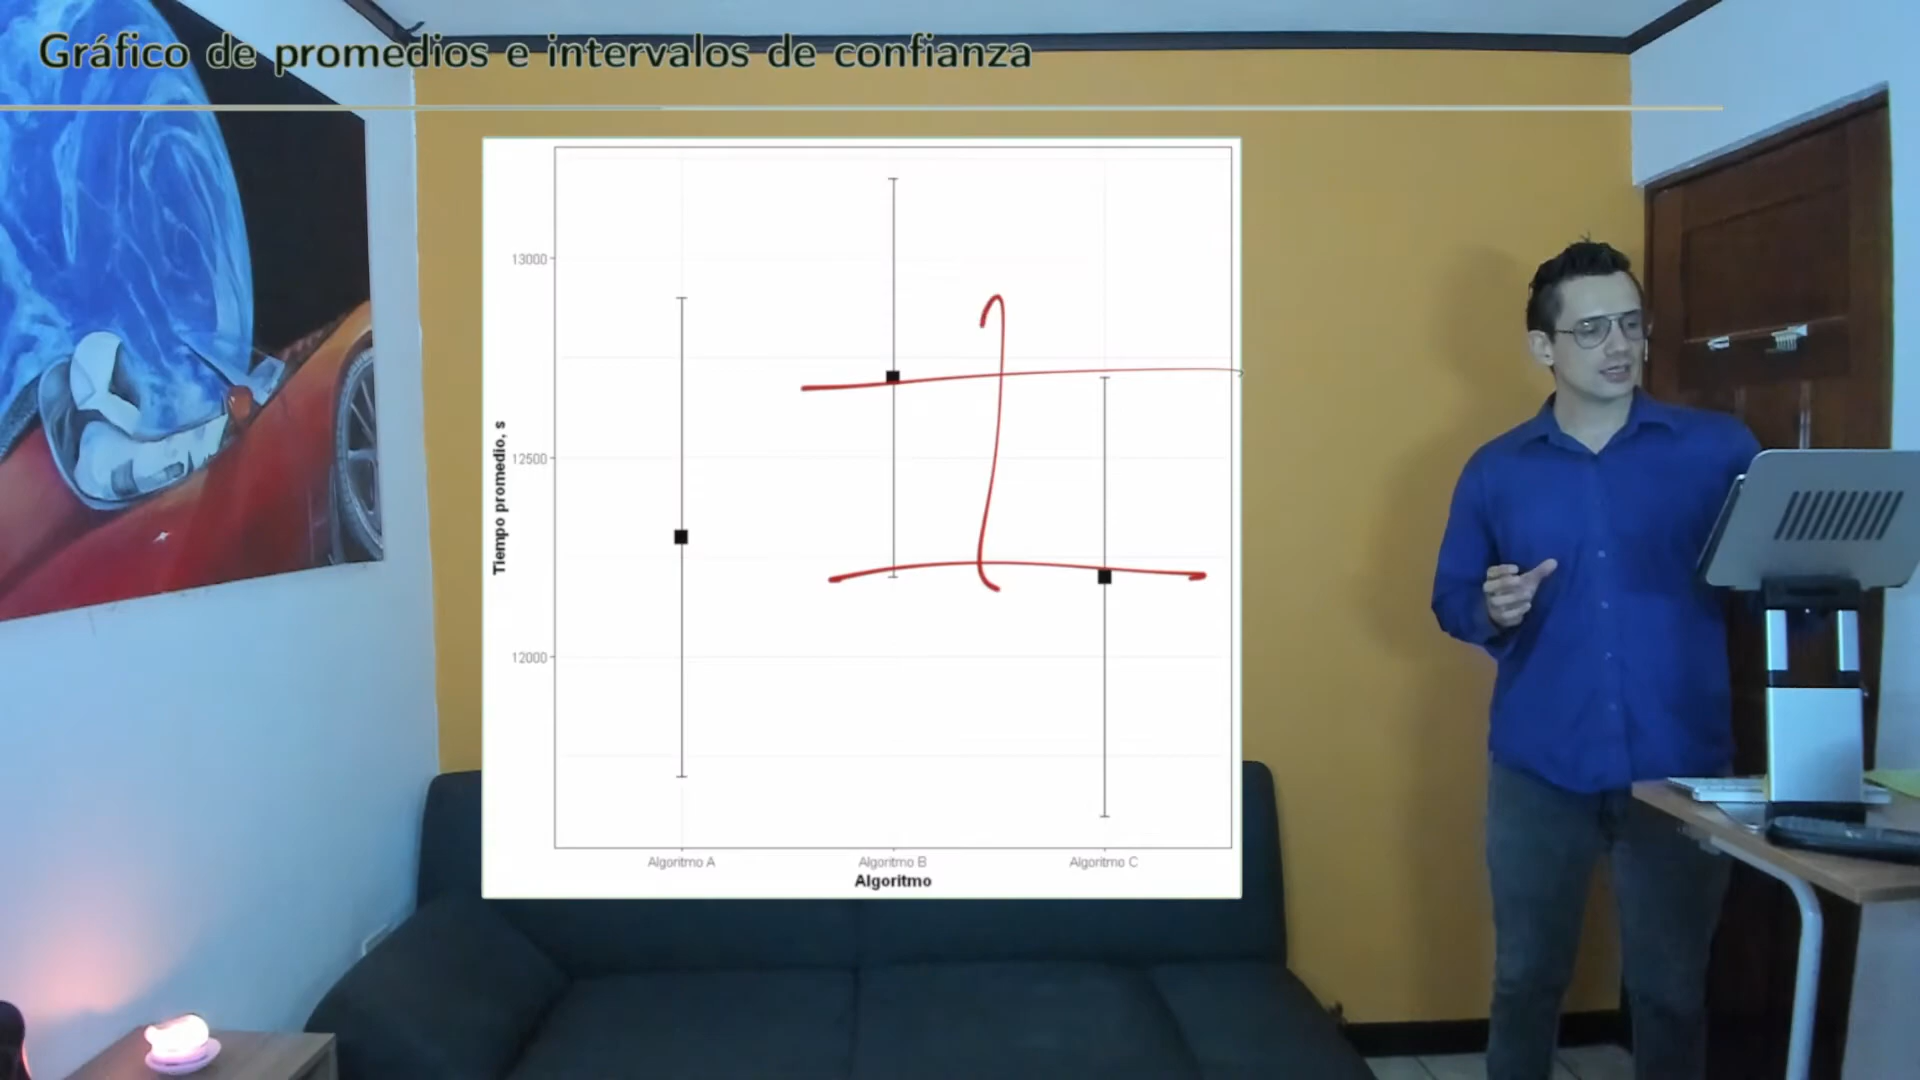 Gráfico de promedios e intervalos de confianza
13000
12500
12000
Tiempo promedio, s
Algoritmo A
Algoritmo B
Algoritmo C
Algoritmo